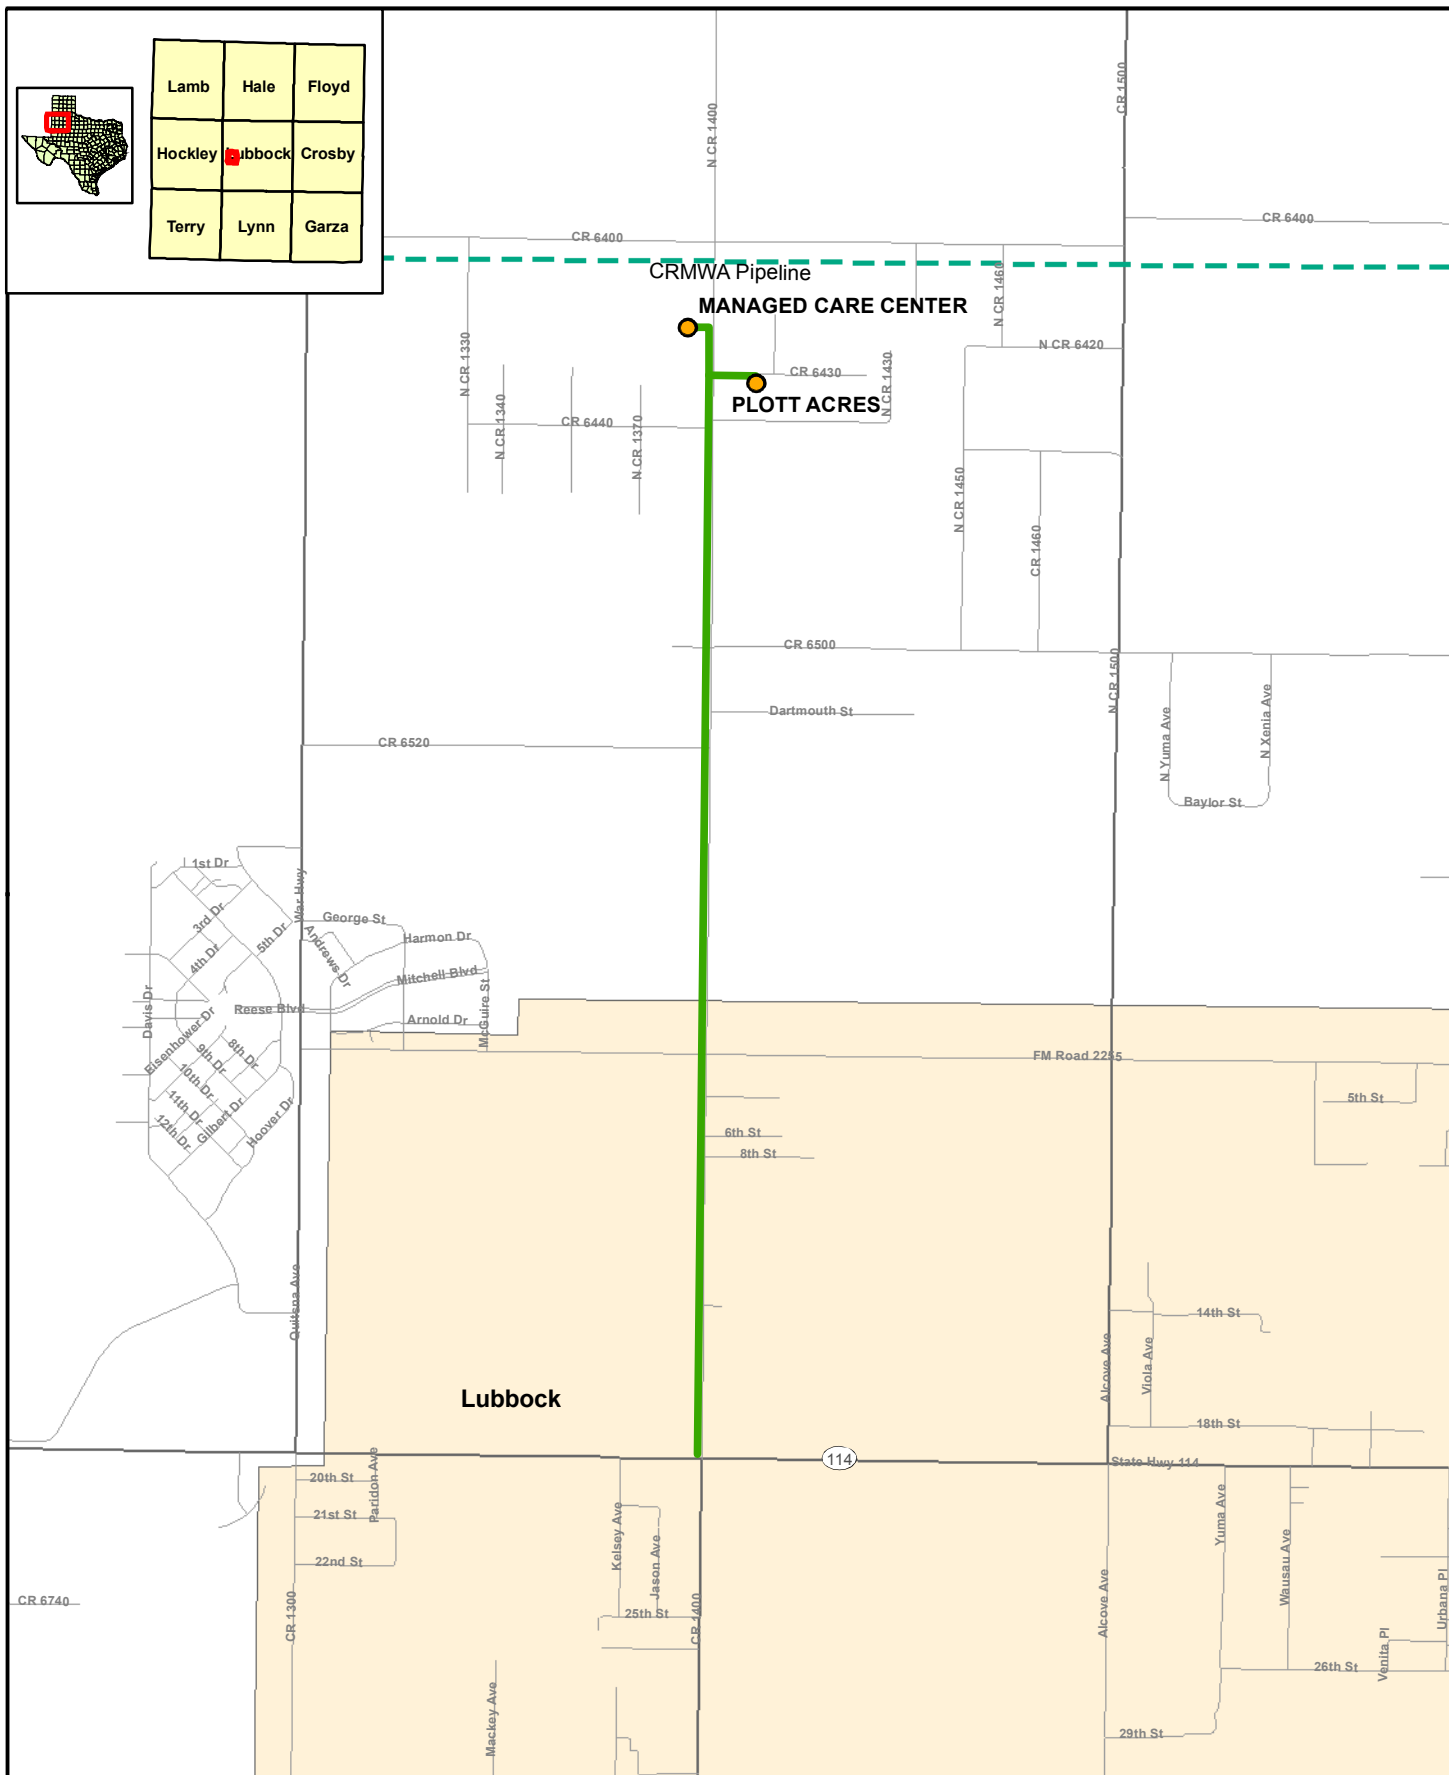 Lamb
Hale
Floyd
Hockley
Lubbock
Crosby
Terry
Lynn
Garza
CR 1500
N CR 1400
CR 6400
CR 6400
CRMWA Pipeline
N CR 1460
MANAGED CARE CENTER
N CR 1330
N CR 6420
CR 6430
N CR 1430
PLOTT ACRES
N CR 1340
CR 6440
N CR 1370
N CR 1450
CR 1460
CR 6500
N CR 1500
Dartmouth St
N Yuma Ave
N Xenia Ave
CR 6520
Baylor St
1st Dr
War Hwy
3rd Dr
George St
5th Dr
Andrews Dr
Harmon Dr
4th Dr
Mitchell Blvd
Davis Dr
Reese Blvd
McGuire St
Arnold Dr
Eisenhower Dr
9th Dr
8th Dr
FM Road 2255
10th Dr
11th Dr
Gilbert Dr
Hoover Dr
12th Dr
5th St
6th St
8th St
Quitsna Ave
14th St
Alcove Ave
Viola Ave
Lubbock
18th St
114
State Hwy 114
20th St
Paridon Ave
21st St
22nd St
Kelsey Ave
Jason Ave
Yuma Ave
Wausau Ave
CR 6740
CR 1300
25th St
CR 1400
Alcove Ave
Urbana Pl
Venita Pl
26th St
Mackey Ave
29th St